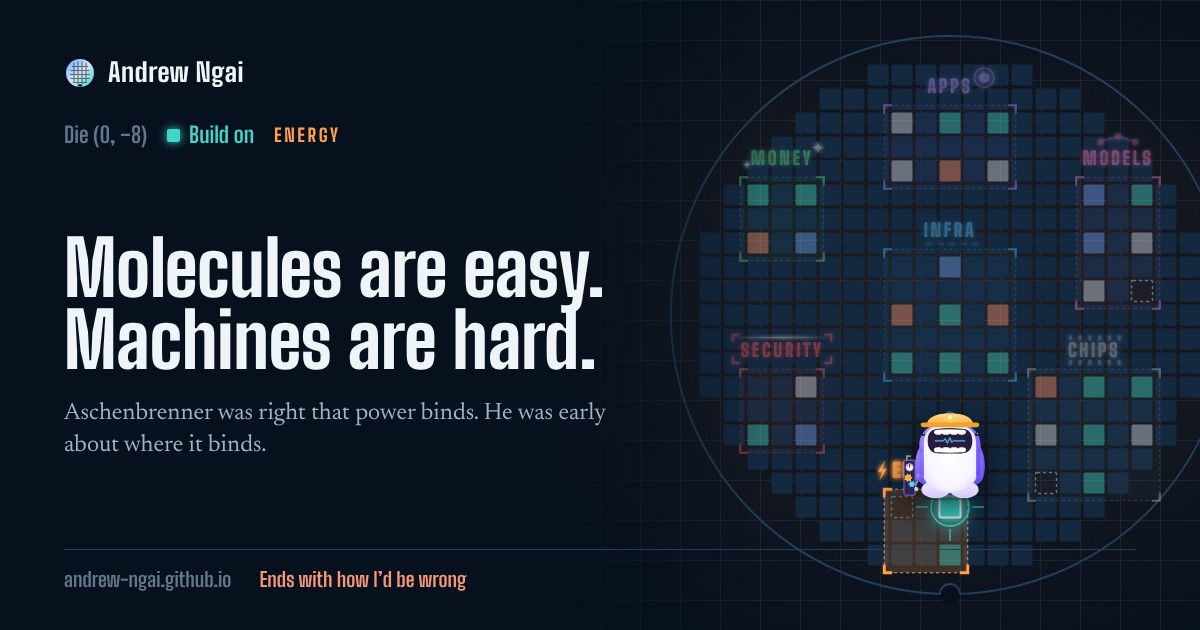 Andrew Ngai
Die (0, −8) Build on ENERGY
Molecules are easy.
Machines are hard.
Aschenbrenner was right that power binds. He was early
about where it binds.
andrew-ngai.github.io Ends with how I’d be wrong
APPS
MONEY
MODELS
INFRA
SECURITY
CHIPS